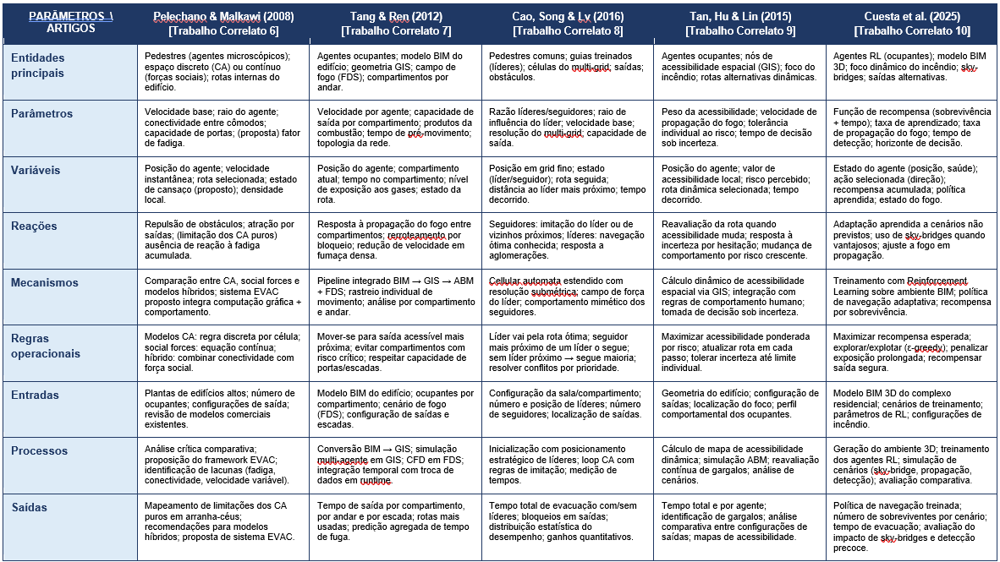 PARÂMETROS \
ARTIGOS
Pelechano & Malkawi (2008)
[Trabalho Correlato 6]
Tang & Ren (2012)
[Trabalho Correlato 7]
Cao, Song & Lv (2016)
[Trabalho Correlato 8]
Tan, Hu & Lin (2015)
[Trabalho Correlato 9]
Cuesta et al. (2025)
[Trabalho Correlato 10]
Entidades
principais
Pedestres (agentes microscópicos);
espaço discreto (CA) ou contínuo
(forças sociais); rotas internas do
edifício.
Agentes ocupantes; modelo BIM do
edifício; geometria GIS; campo de
fogo (FDS); compartimentos por
andar.
Pedestres comuns; guias treinados
(líderes); células do multi-grid; saídas;
obstáculos.
Agentes ocupantes; nós de
acessibilidade espacial (GIS); foco do
incêndio; rotas alternativas dinâmicas.
Agentes RL (ocupantes); modelo BIM
3D; foco dinâmico do incêndio; sky-
bridges; saídas alternativas.
Parâmetros
Velocidade base; raio do agente;
conectividade entre cômodos;
capacidade de portas; (proposta) fator
de fadiga.
Velocidade por agente; capacidade de
saída por compartimento; produtos da
combustão; tempo de pré-movimento;
topologia da rede.
Razão líderes/seguidores; raio de
influência do líder; velocidade base;
resolução do multi-grid; capacidade de
saída.
Peso da acessibilidade; velocidade de
propagação do fogo; tolerância
individual ao risco; tempo de decisão
sob incerteza.
Função de recompensa (sobrevivência
+ tempo); taxa de aprendizado; taxa
de propagação do fogo; tempo de
detecção; horizonte de decisão.
Variáveis
Posição do agente; velocidade
instantânea; rota selecionada; estado
de cansaço (proposto); densidade
local.
Posição do agente; compartimento
atual; tempo no compartimento; nível
de exposição aos gases; estado da
rota.
Posição em grid fino; estado
(líder/seguidor); rota seguida;
distância ao líder mais próximo; tempo
decorrido.
Posição do agente; valor de
acessibilidade local; risco percebido;
rota dinâmica selecionada; tempo
decorrido.
Estado do agente (posição, saúde);
ação selecionada (direção);
recompensa acumulada; política
aprendida; estado do fogo.
Reações
Repulsão de obstáculos; atração por
saídas; (limitação dos CA puros)
ausência de reação à fadiga
acumulada.
Resposta à propagação do fogo entre
compartimentos; rerroteamento por
bloqueio; redução de velocidade em
fumaça densa.
Seguidores: imitação do líder ou de
vizinhos próximos; líderes: navegação
ótima conhecida; resposta a
aglomerações.
Reavaliação da rota quando
acessibilidade muda; resposta à
incerteza por hesitação; mudança de
comportamento por risco crescente.
Adaptação aprendida a cenários não
previstos; uso de sky-bridges quando
vantajosos; ajuste a fogo em
propagação.
Mecanismos
Comparação entre CA, social forces e
modelos híbridos; sistema EVAC
proposto integra computação gráfica +
comportamento.
Pipeline integrado BIM → GIS → ABM
+ FDS; rastreio individual de
movimento; análise por compartimento
e andar.
Cellular automata estendido com
resolução submétrica; campo de força
do líder; comportamento mimético dos
seguidores.
Cálculo dinâmico de acessibilidade
espacial via GIS; integração com
regras de comportamento humano;
tomada de decisão sob incerteza.
Treinamento com Reinforcement
Learning sobre ambiente BIM; política
de navegação adaptativa; recompensa
por sobrevivência.
Regras
operacionais
Modelos CA: regra discreta por célula;
social forces: equação contínua;
híbrido: combinar conectividade com
força social.
Mover-se para saída acessível mais
próxima; evitar compartimentos com
risco crítico; respeitar capacidade de
portas/escadas.
Líder vai pela rota ótima; seguidor
mais próximo de um líder o segue;
sem líder próximo → segue maioria;
resolver conflitos por prioridade.
Maximizar acessibilidade ponderada
por risco; atualizar rota em cada
passo; tolerar incerteza até limite
individual.
Maximizar recompensa esperada;
explorar/explotar (ε-greedy); penalizar
exposição prolongada; recompensar
saída segura.
Entradas
Plantas de edifícios altos; número de
ocupantes; configurações de saída;
revisão de modelos comerciais
existentes.
Modelo BIM do edifício; ocupantes por
compartimento; cenário de fogo
(FDS); configuração de saídas e
escadas.
Configuração da sala/compartimento;
número e posição de líderes; número
de seguidores; localização de saídas.
Geometria do edifício; configuração de
saídas; localização do foco; perfil
comportamental dos ocupantes.
Modelo BIM 3D do complexo
residencial; cenários de treinamento;
parâmetros de RL; configurações de
incêndio.
Processos
Análise crítica comparativa;
proposição do framework EVAC;
identificação de lacunas (fadiga,
conectividade, velocidade variável).
Conversão BIM → GIS; simulação
multi-agente em GIS; CFD em FDS;
integração temporal com troca de
dados em runtime.
Inicialização com posicionamento
estratégico de líderes; loop CA com
regras de imitação; medição de
tempos.
Cálculo de mapa de acessibilidade
dinâmica; simulação ABM; reavaliação
contínua de gargalos; análise de
cenários.
Geração do ambiente 3D; treinamento
dos agentes RL; simulação de
cenários (sky-bridge, propagação,
detecção); avaliação comparativa.
Saídas
Mapeamento de limitações dos CA
puros em arranha-céus;
recomendações para modelos
híbridos; proposta de sistema EVAC.
Tempo de saída por compartimento,
por andar e por escada; rotas mais
usadas; predição agregada de tempo
de fuga.
Tempo total de evacuação com/sem
líderes; bloqueios em saídas;
distribuição estatística do
desempenho; ganhos quantitativos.
Tempo total e por agente;
identificação de gargalos; análise
comparativa entre configurações de
saídas; mapas de acessibilidade.
Política de navegação treinada;
número de sobreviventes por cenário;
tempo de evacuação; avaliação do
impacto de sky-bridges e detecção
precoce.